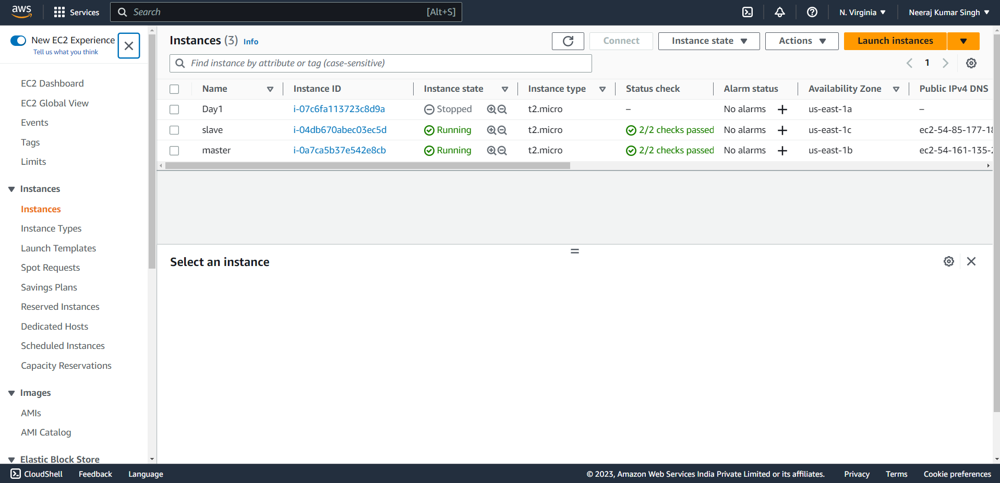 aws Services Search [Alt+S] N. Virginia Neeraj Kumar Singh
New EC2 Experience
Tell us what you think
EC2 Dashboard
EC2 Global View
Events
Tags
Limits
Instances
Instances
Instance Types
Launch Templates
Spot Requests
Savings Plans
Reserved Instances
Dedicated Hosts
Scheduled Instances
Capacity Reservations
Images
AMIs
AMI Catalog
Elastic Block Store
Instances (3) Info Connect Instance state Actions Launch instances
Find instance by attribute or tag (case-sensitive) 1
Name Instance ID Instance state Instance type Status check Alarm status Availability Zone Public IPv4 DNS
Day1 i-07c6fa113723c8d9a Stopped t2.micro – No alarms us-east-1a –
slave i-04db670abec03ec5d Running t2.micro 2/2 checks passed No alarms us-east-1c ec2-54-85-177-18
master i-0a7ca5b37e542e8cb Running t2.micro 2/2 checks passed No alarms us-east-1b ec2-54-161-135-2
Select an instance
CloudShell Feedback Language © 2023, Amazon Web Services India Private Limited or its affiliates. Privacy Terms Cookie preferences